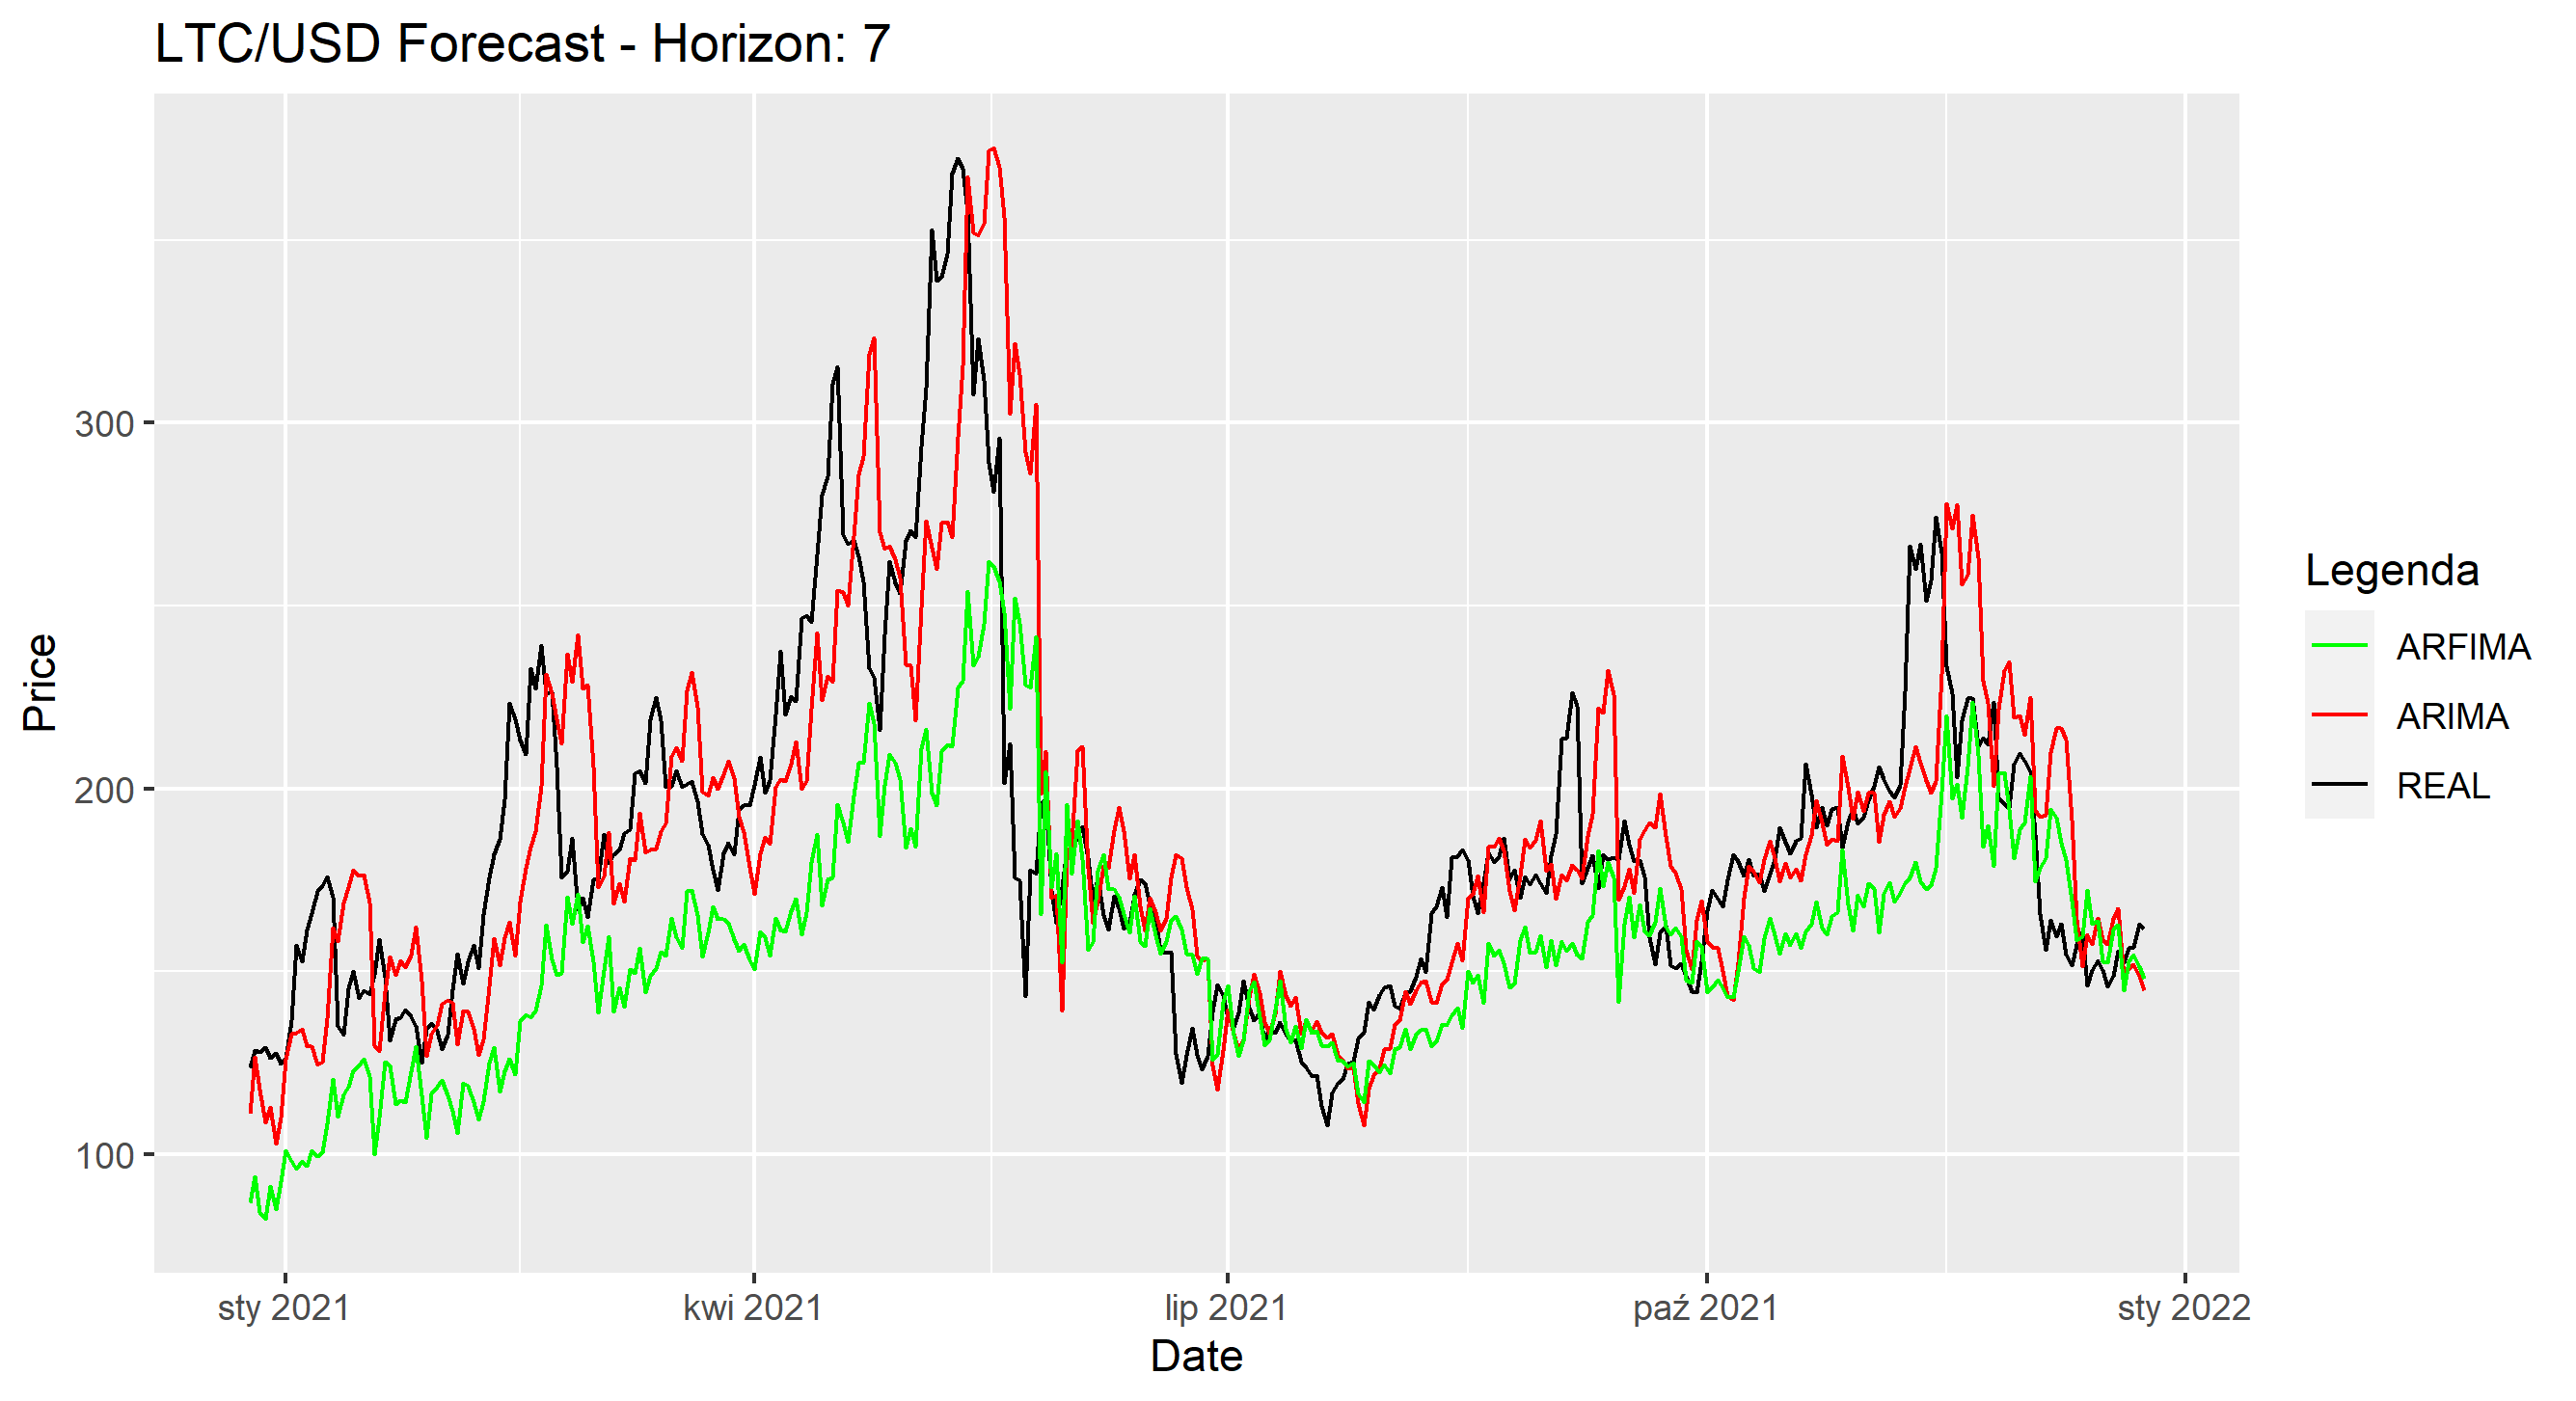 LTC/USD Forecast - Horizon: 7
Price
300
200
100
sty 2021
kwi 2021
lip 2021
paź 2021
sty 2022
Date
Legenda
ARFIMA
ARIMA
REAL